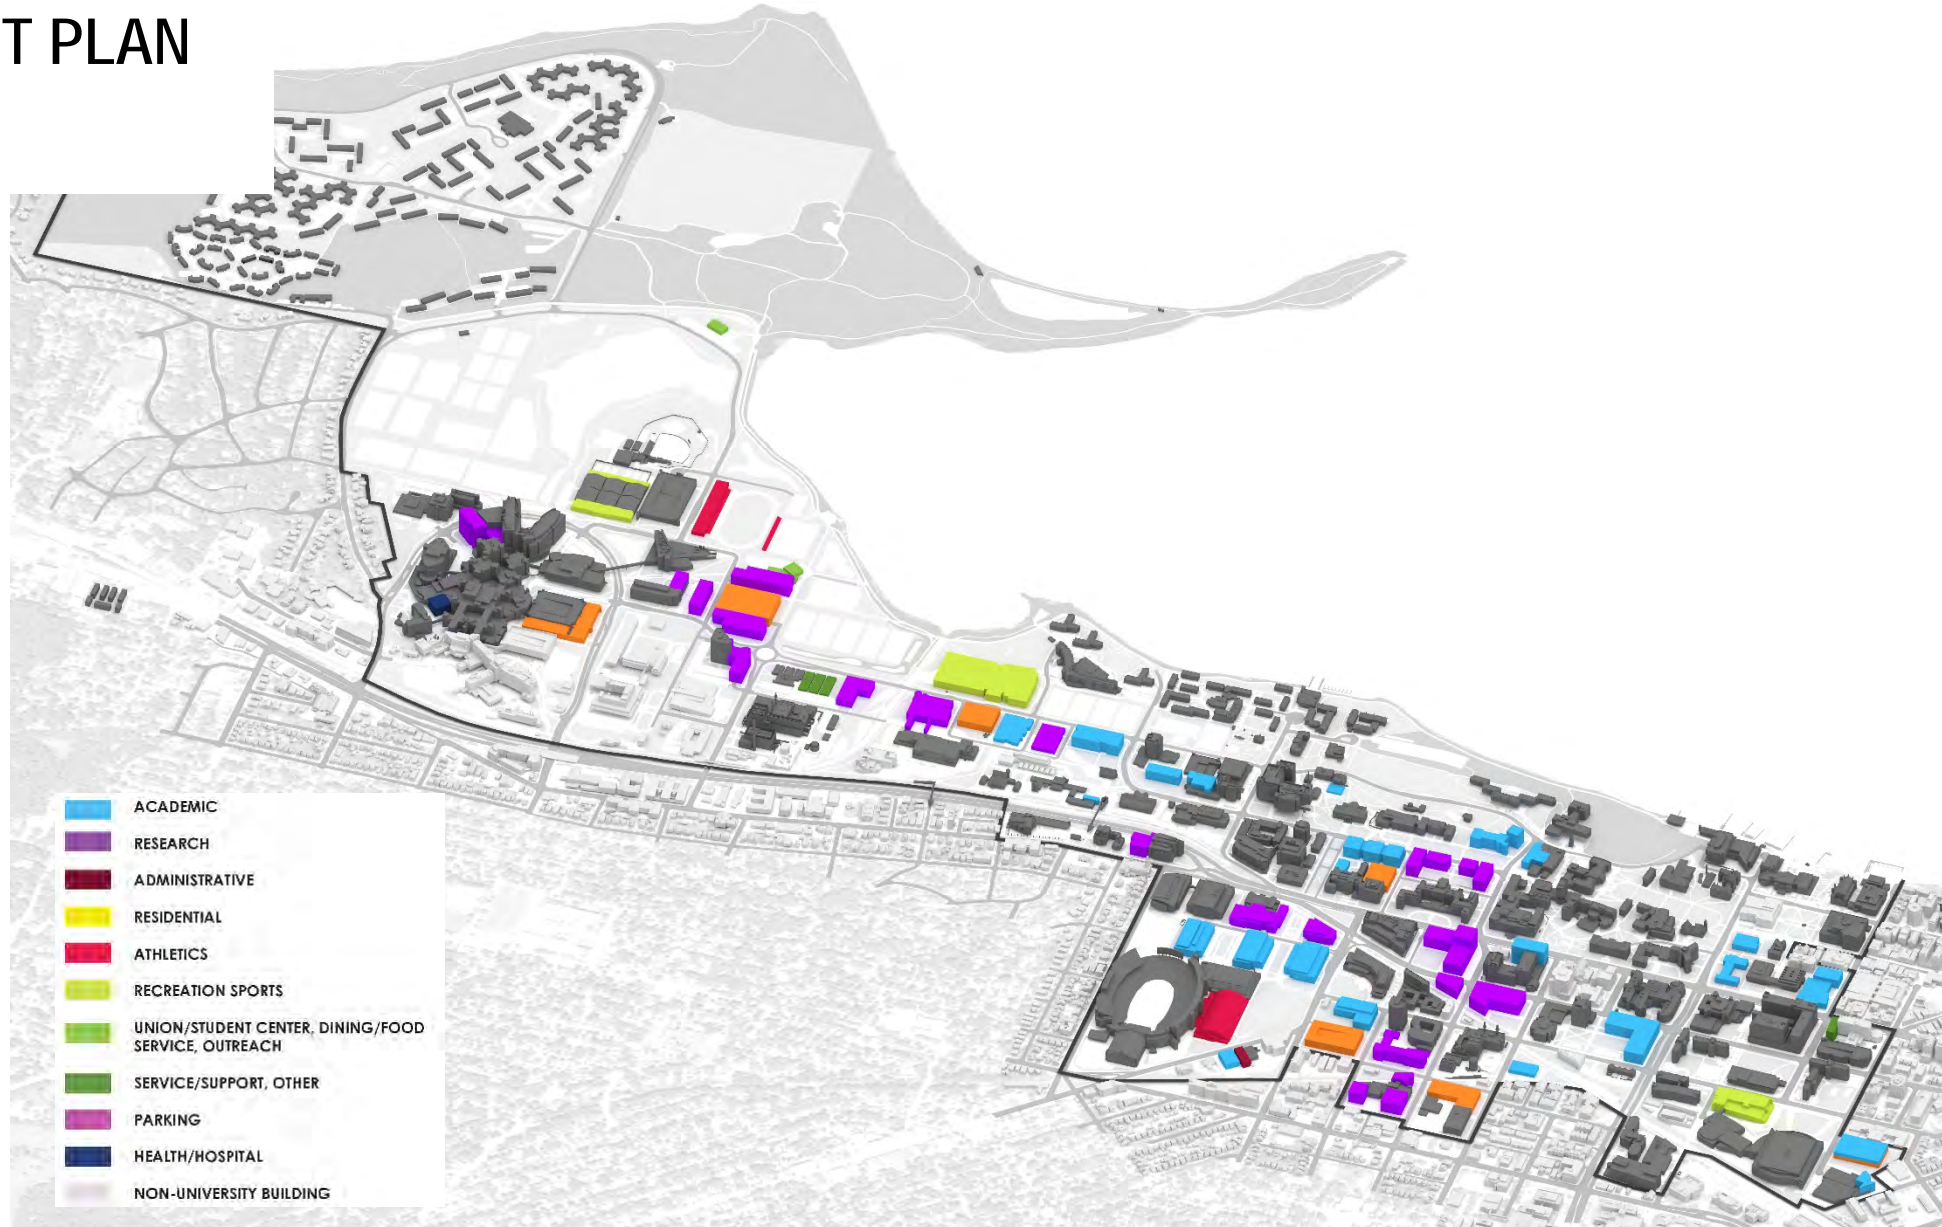 T PLAN
ACADEMIC
RESEARCH
ADMINISTRATIVE
RESIDENTIAL
ATHLETICS
RECREATION SPORTS
UNION/STUDENT CENTER, DINING/FOOD
SERVICE, OUTREACH
SERVICE/SUPPORT, OTHER
PARKING
HEALTH/HOSPITAL
NON-UNIVERSITY BUILDING